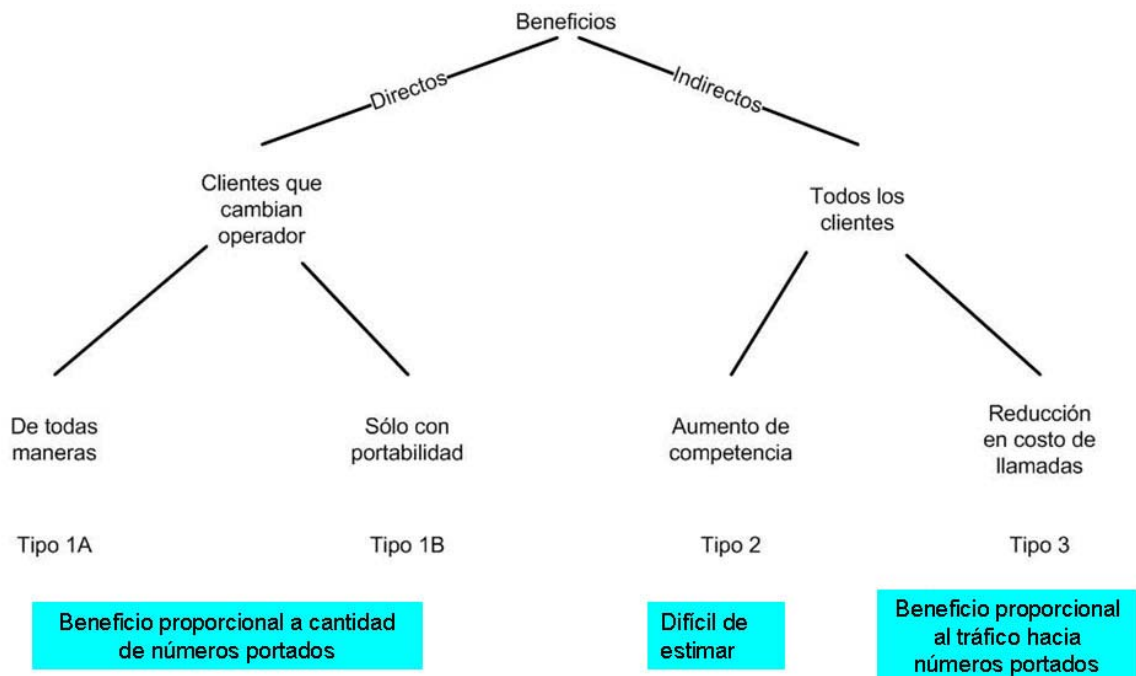 Beneficios
Directos
Indirectos
Clientes que
cambian
operador
Todos los
clientes
De todas
maneras
Sólo con
portabilidad
Aumento de
competencia
Reducción
en costo de
llamadas
Tipo 1A
Tipo 1B
Tipo 2
Tipo 3
Beneficio proporcional a cantidad
de números portados
Difícil de
estimar
Beneficio proporcional
al tráfico hacia
números portados